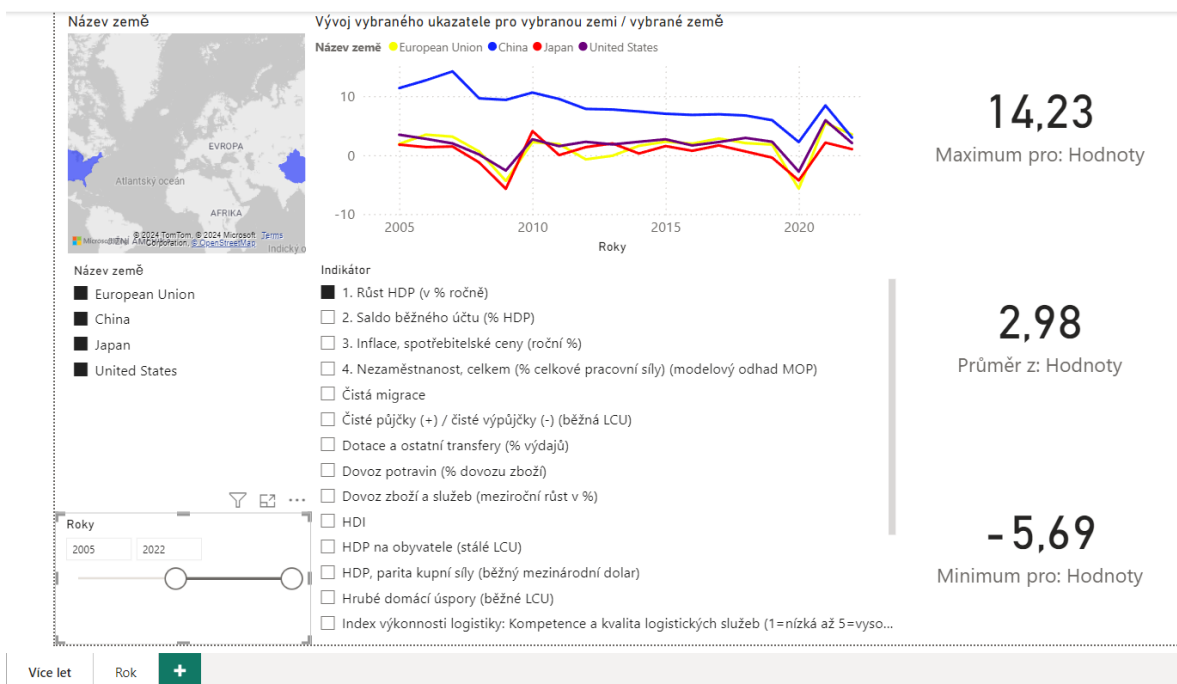 Název země
EVROPA
Atlantský oceán
AFRIKA
© 2024 TomTom, © 2024 Microsoft Terms
Corporation, © OpenStreetMap
Název země
European Union
China
Japan
United States
Roky
2005 2022
Vývoj vybraného ukazatele pro vybranou zemi / vybrané země
Název země European Union China Japan United States
10
0
-10
2005 2010 2015 2020
Roky
Indikátor
1. Růst HDP (v % ročně)
2. Saldo běžného účtu (% HDP)
3. Inflace, spotřebitelské ceny (roční %)
4. Nezaměstnanost, celkem (% celkové pracovní síly) (modelový odhad MOP)
Čistá migrace
Čisté půjčky (+) / čisté výpůjčky (-) (běžná LCU)
Dotace a ostatní transfery (% výdajů)
Dovoz potravin (% dovozu zboží)
Dovoz zboží a služeb (meziroční růst v %)
HDI
HDP na obyvatele (stálé LCU)
HDP, parita kupní síly (běžný mezinárodní dolar)
Hrubé domácí úspory (běžné LCU)
Index výkonnosti logistiky: Kompetence a kvalita logistických služeb (1=nízká až 5=vyso...
14,23
Maximum pro: Hodnoty
2,98
Průměr z: Hodnoty
-5,69
Minimum pro: Hodnoty
Více let Rok +